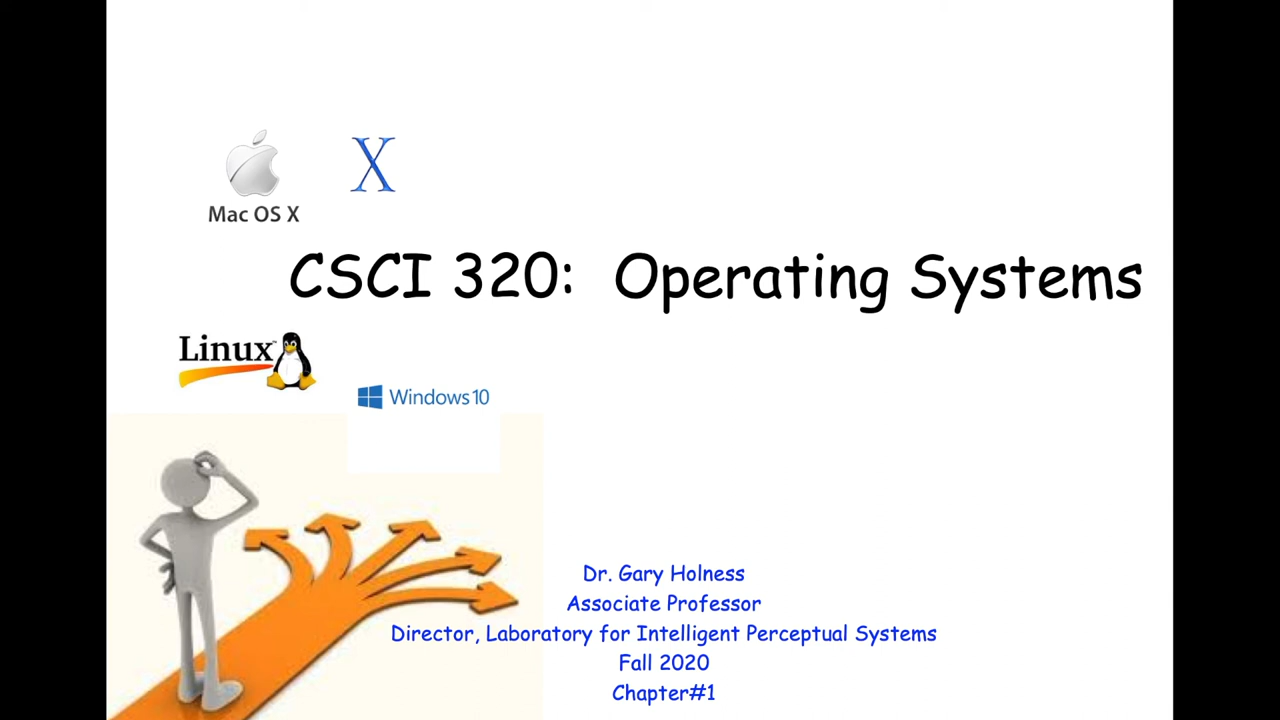 X
Mac OS X
CSCI 320: Operating Systems
Linux™
Windows 10
Dr. Gary Holness
Associate Professor
Director, Laboratory for Intelligent Perceptual Systems
Fall 2020
Chapter#1